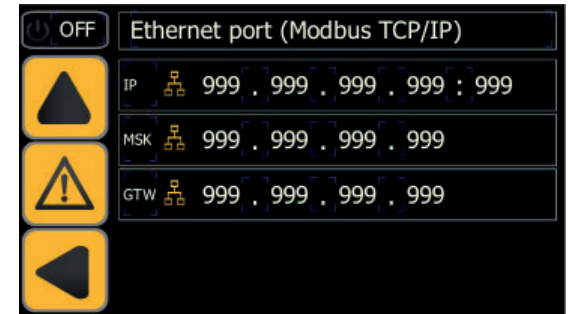 OFF
Ethernet port (Modbus TCP/IP)
IP 999 . 999 . 999 . 999 : 999
MSK 999 . 999 . 999 . 999
GTW 999 . 999 . 999 . 999